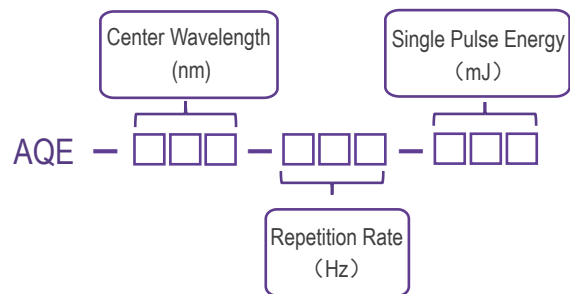 Center Wavelength
(nm)
Single Pulse Energy
（mJ）
AQE – □□□ – □□□ – □□□
Repetition Rate
（Hz）